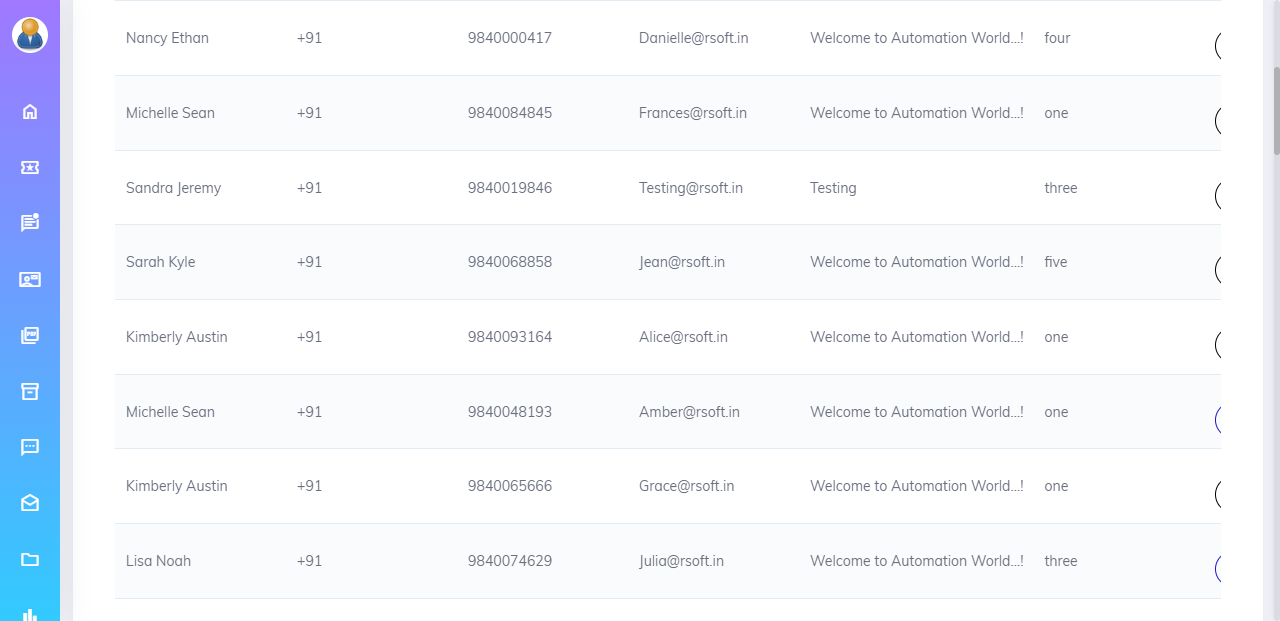 Nancy Ethan +91 9840000417 Danielle@rsoft.in Welcome to Automation World...! four
Michelle Sean +91 9840084845 Frances@rsoft.in Welcome to Automation World...! one
Sandra Jeremy +91 9840019846 Testing@rsoft.in Testing three
Sarah Kyle +91 9840068858 Jean@rsoft.in Welcome to Automation World...! five
Kimberly Austin +91 9840093164 Alice@rsoft.in Welcome to Automation World...! one
Michelle Sean +91 9840048193 Amber@rsoft.in Welcome to Automation World...! one
Kimberly Austin +91 9840065666 Grace@rsoft.in Welcome to Automation World...! one
Lisa Noah +91 9840074629 Julia@rsoft.in Welcome to Automation World...! three